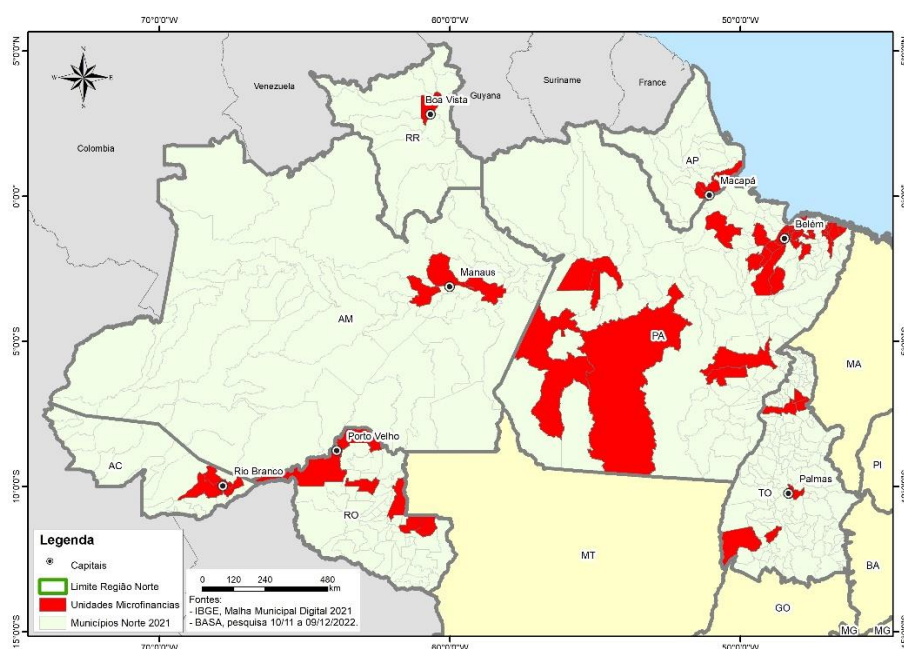 70°0'0"W 60°0'0"W 50°0'0"W
5°0'0"N
N
W E
S
Boa Vista
Venezuela
Guyana
Suriname
France
Colombia
RR
AP
Macapá
0°0'0"
Belém
Manaus
AM
PA
5°0'0"S
MA
Porto Velho
AC
Rio Branco
10°0'0"S
Palmas
TO
PI
RO
Legenda
Capitais
Limite Região Norte
Unidades Microfinancias
Municípios Norte 2021
0 120 240 480
km
Fontes:
- IBGE, Malha Municipal Digital 2021
- BASA, pesquisa 10/11 a 09/12/2022.
MT
BA
GO
MG MG
15°0'0"S
70°0'0"W 60°0'0"W 50°0'0"W